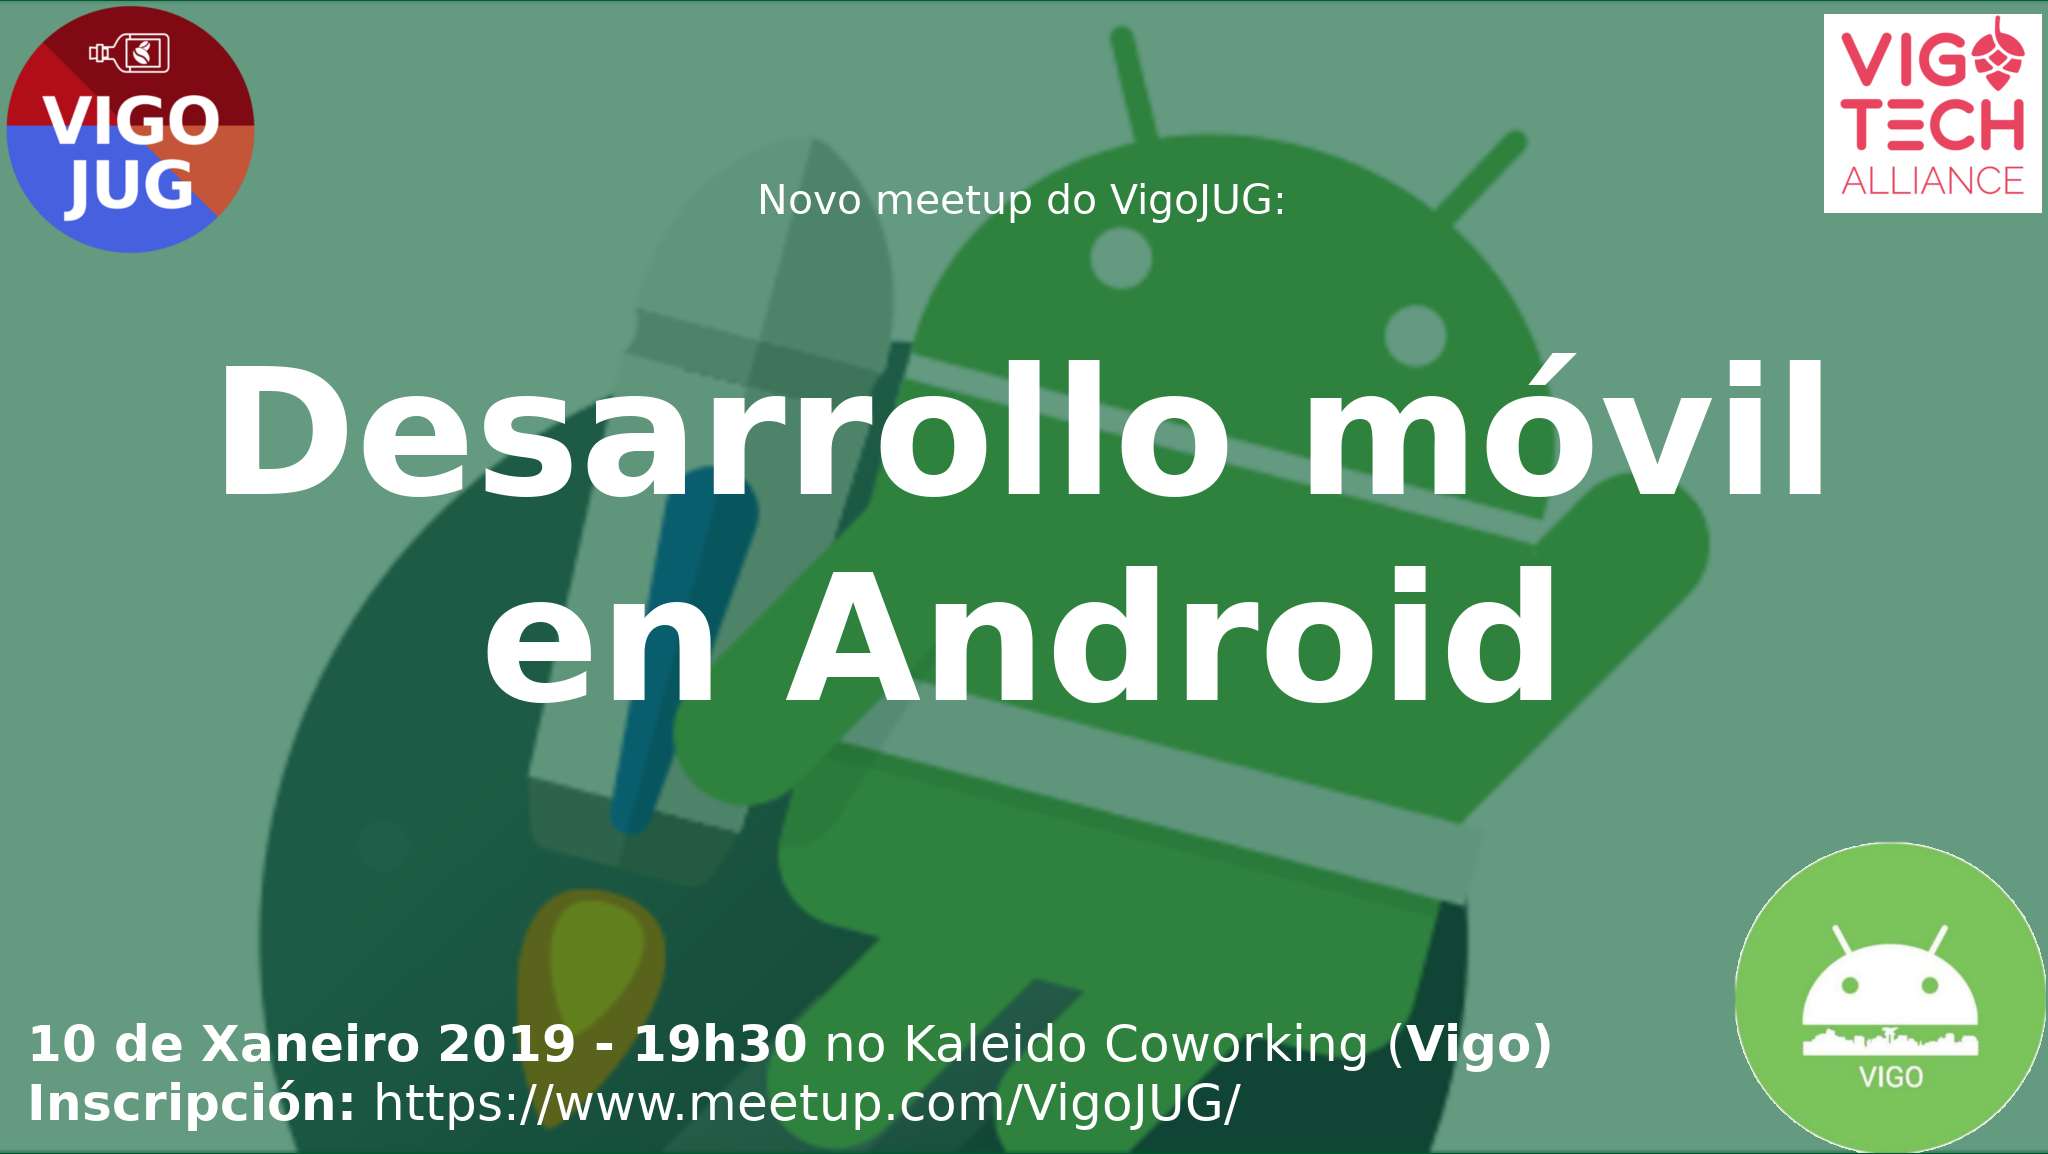 VIGO
JUG
VIGO
TECH
ALLIANCE
Novo meetup do VigoJUG:
Desarrollo móvil
en Android
10 de Xaneiro 2019 - 19h30 no Kaleido Coworking (Vigo)
Inscripción: https://www.meetup.com/VigoJUG/
VIGO